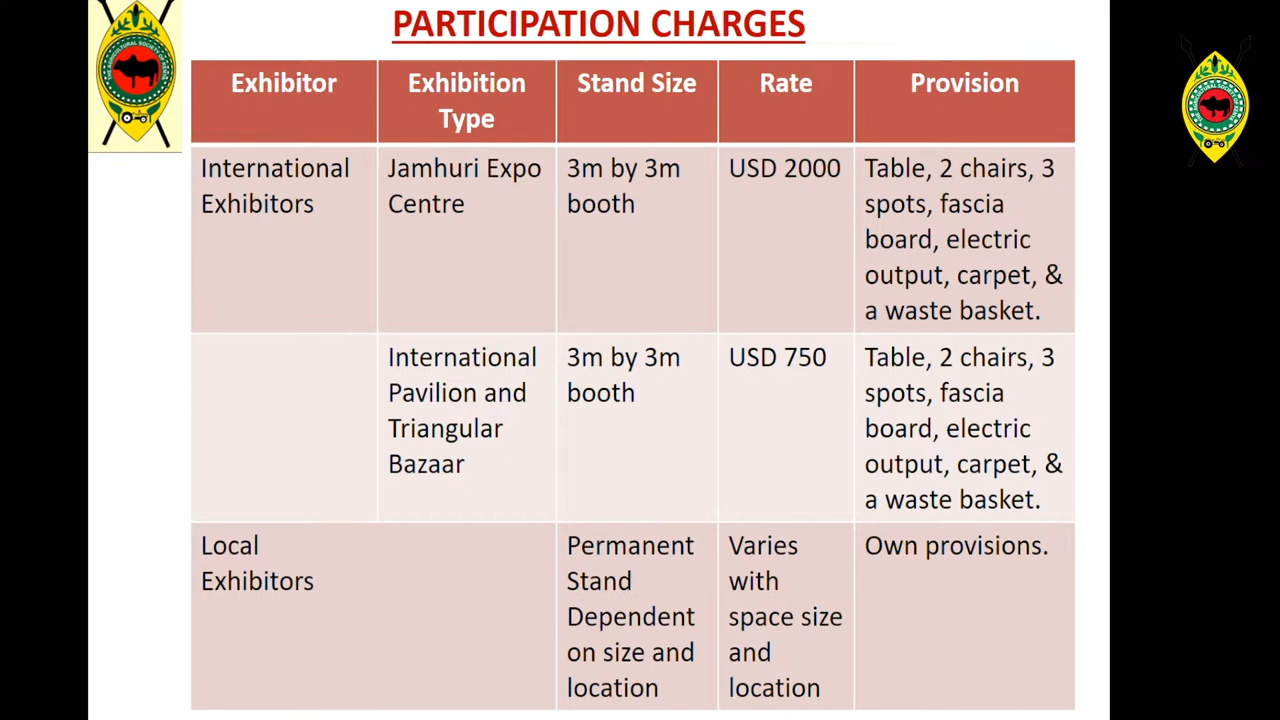 PARTICIPATION CHARGES
Exhibitor
Exhibition
Type
Stand Size
Rate
Provision
International
Exhibitors
Jamhuri Expo
Centre
3m by 3m
booth
USD 2000
Table, 2 chairs, 3
spots, fascia
board, electric
output, carpet, &
a waste basket.
International
Pavilion and
Triangular
Bazaar
3m by 3m
booth
USD 750
Table, 2 chairs, 3
spots, fascia
board, electric
output, carpet, &
a waste basket.
Local
Exhibitors
Permanent
Stand
Dependent
on size and
location
Varies
with
space size
and
location
Own provisions.